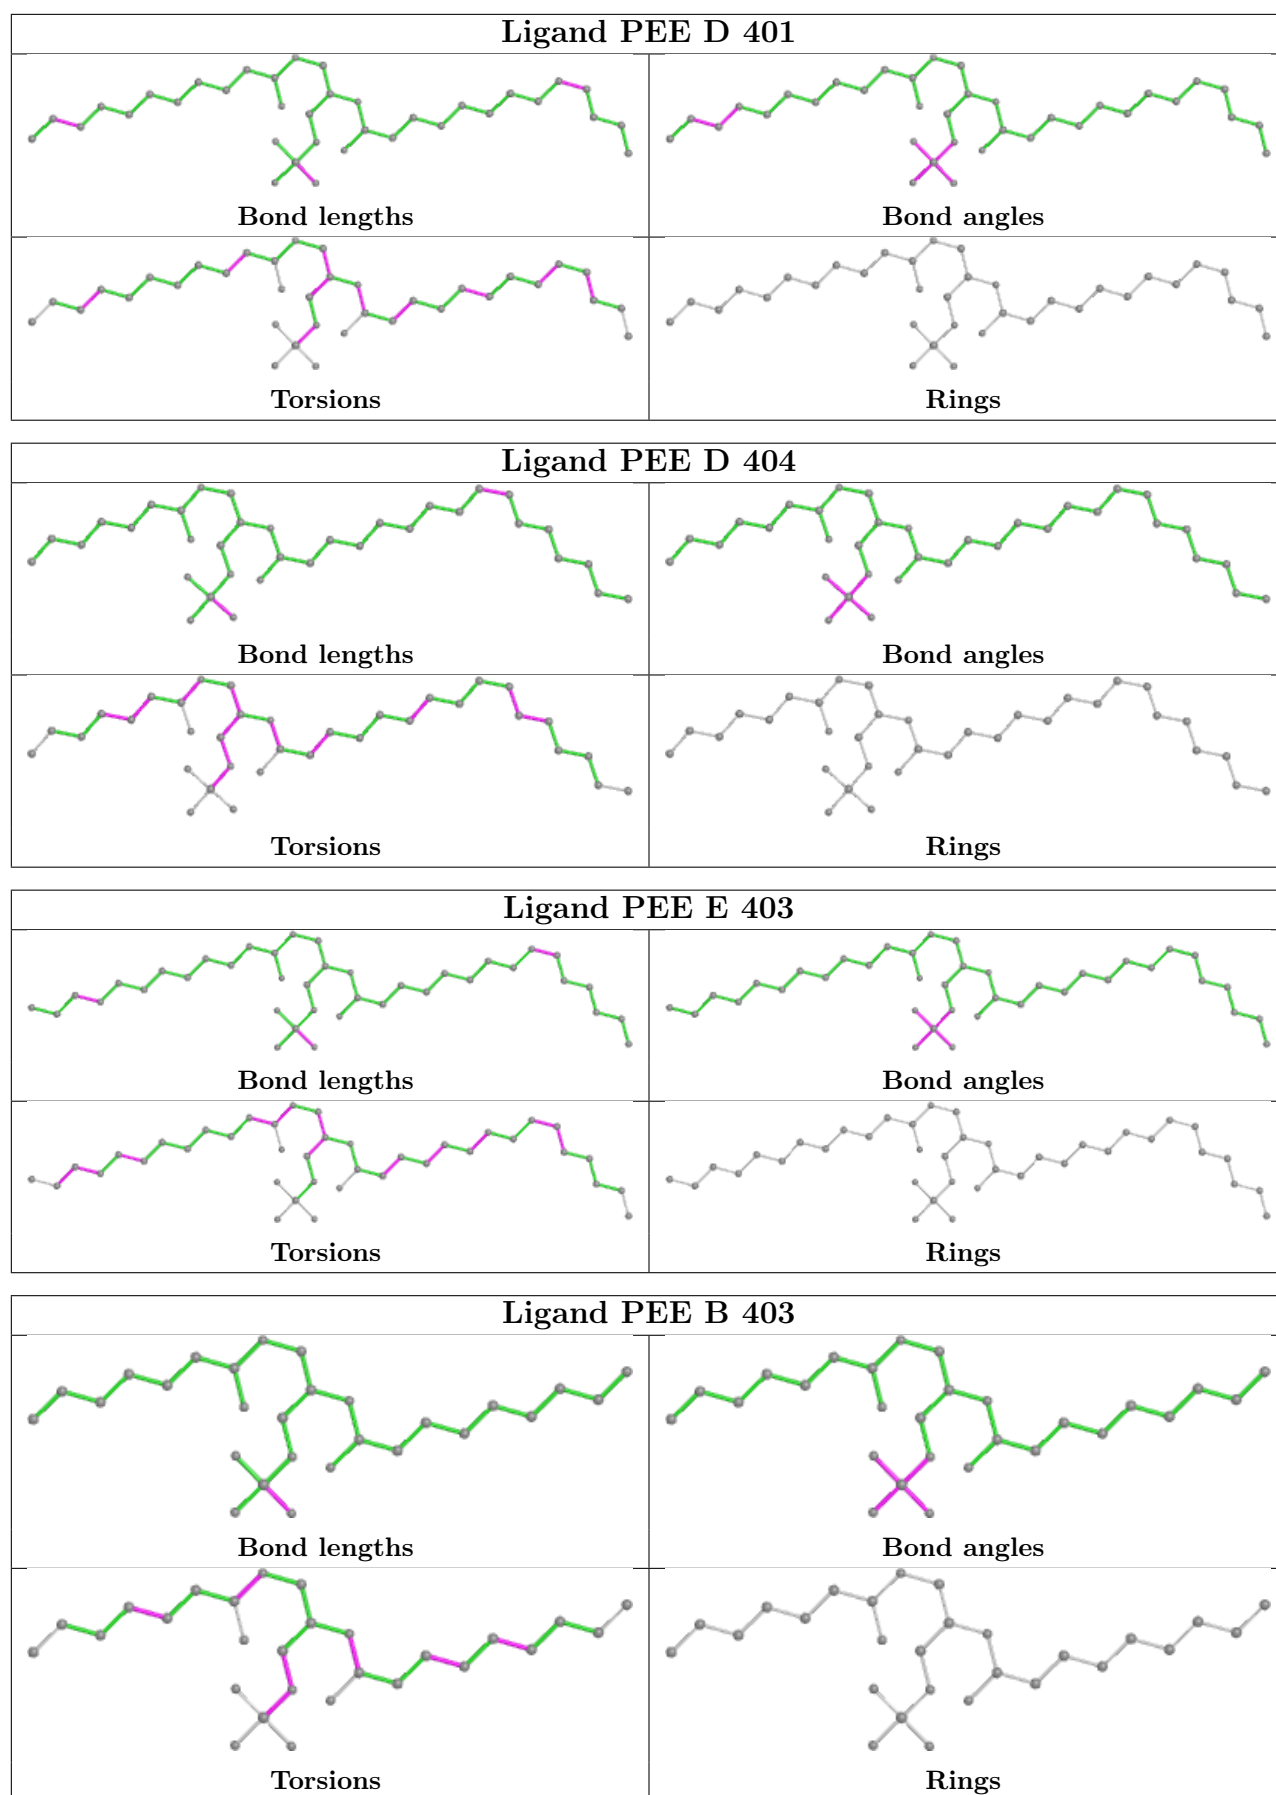 Ligand PEE D 401
Bond lengths
Bond angles
Torsions
Rings
Ligand PEE D 404
Bond lengths
Bond angles
Torsions
Rings
Ligand PEE E 403
Bond lengths
Bond angles
Torsions
Rings
Ligand PEE B 403
Bond lengths
Bond angles
Torsions
Rings